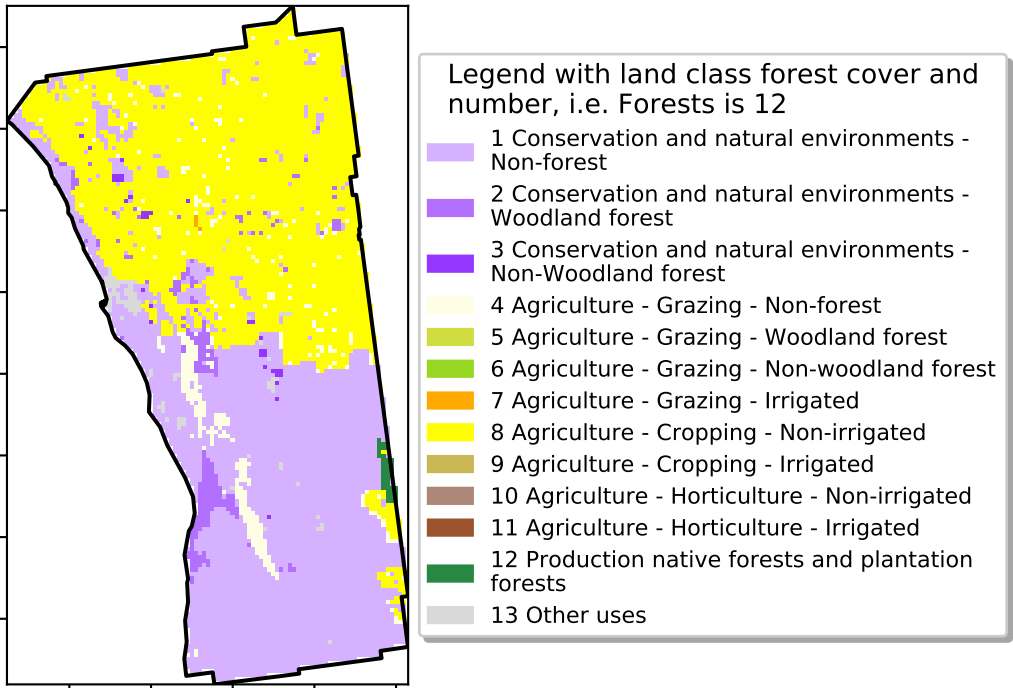 Legend with land class forest cover and
number, i.e. Forests is 12
1 Conservation and natural environments -
Non-forest
2 Conservation and natural environments -
Woodland forest
3 Conservation and natural environments -
Non-Woodland forest
4 Agriculture - Grazing - Non-forest
5 Agriculture - Grazing - Woodland forest
6 Agriculture - Grazing - Non-woodland forest
7 Agriculture - Grazing - Irrigated
8 Agriculture - Cropping - Non-irrigated
9 Agriculture - Cropping - Irrigated
10 Agriculture - Horticulture - Non-irrigated
11 Agriculture - Horticulture - Irrigated
12 Production native forests and plantation
forests
13 Other uses